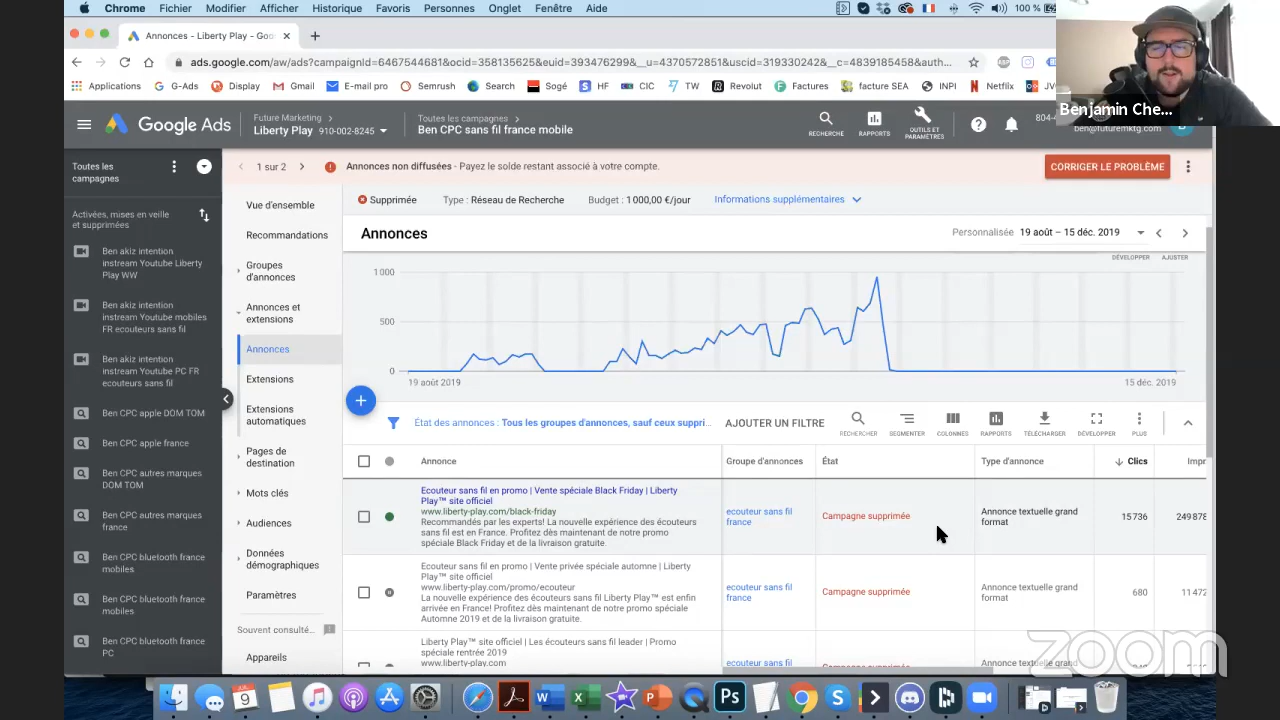 Chrome Fichier Modifier Afficher Historique Favoris Personnes Onglet Fenêtre Aide 100 %
Annonces - Liberty Play - Goo
ads.google.com/aw/ads?campaignId=6467544681&ocid=358135625&euid=393476299&__u=4370572851&uscid=319330242&__c=4839185458&auth...
Applications G-Ads Display Gmail E-mail pro Semrush Search Sogé HF CIC TW Revolut Factures facture SEA INPI Netflix JV
Benjamin Che...
Google Ads
Future Marketing >
Liberty Play 910-002-8245
Toutes les campagnes >
Ben CPC sans fil france mobile
RECHERCHE
RAPPORTS
OUTILS ET
PARAMÈTRES
804-
ben@futuremktg.com
B
Toutes les
campagnes
1 sur 2
Annonces non diffusées - Payez le solde restant associé à votre compte.
CORRIGER LE PROBLÈME
Activées, mises en veille
et supprimées
Ben akiz intention
instream Youtube Liberty
Play WW
Ben akiz intention
instream Youtube mobiles
FR ecouteurs sans fil
Ben akiz intention
instream Youtube PC FR
ecouteurs sans fil
Ben CPC apple DOM TOM
Ben CPC apple france
Ben CPC autres marques
DOM TOM
Ben CPC autres marques
france
Ben CPC bluetooth france
mobiles
Ben CPC bluetooth france
mobiles
Ben CPC bluetooth france
PC
Vue d'ensemble
Recommandations
Groupes
d'annonces
Annonces et
extensions
Annonces
Extensions
Extensions
automatiques
Pages de
destination
Mots clés
Audiences
Données
démographiques
Paramètres
Souvent consulté...
Appareils
Supprimée Type : Réseau de Recherche Budget : 1 000,00 €/jour Informations supplémentaires
Annonces
Personnalisée 19 août – 15 déc. 2019
DÉVELOPPER AJUSTER
1 000
500
0
19 août 2019
15 déc. 2019
État des annonces : Tous les groupes d'annonces, sauf ceux suppri...
AJOUTER UN FILTRE
RECHERCHER SEGMENTER COLONNES RAPPORTS TÉLÉCHARGER DÉVELOPPER PLUS
Annonce Groupe d'annonces État Type d'annonce Clics Impr
Ecouteur sans fil en promo | Vente spéciale Black Friday | Liberty
Play™ site officiel
www.liberty-play.com/black-friday
Recommandés par les experts! La nouvelle expérience des écouteurs
sans fil est en France. Profitez dès maintenant de notre promo
spéciale Black Friday et de la livraison gratuite.
ecouteur sans fil
france
Campagne supprimée
Annonce textuelle grand
format
15 736
249 878
Ecouteur sans fil en promo | Vente privée spéciale automne | Liberty
Play™ site officiel
www.liberty-play.com/promo/ecouteur
La nouvelle expérience des écouteurs sans fil Liberty Play™ est enfin
arrivée en France! Profitez dès maintenant de notre promo spéciale
Automne 2019 et de la livraison gratuite.
ecouteur sans fil
france
Campagne supprimée
Annonce textuelle grand
format
680
11 472
Liberty Play™ site officiel | Les écouteurs sans fil leader | Promo
spéciale rentrée 2019
www.liberty-play.com
ecouteur sans fil
Campagne supprimée
Annonce textuelle grand
zoom
9
Ps